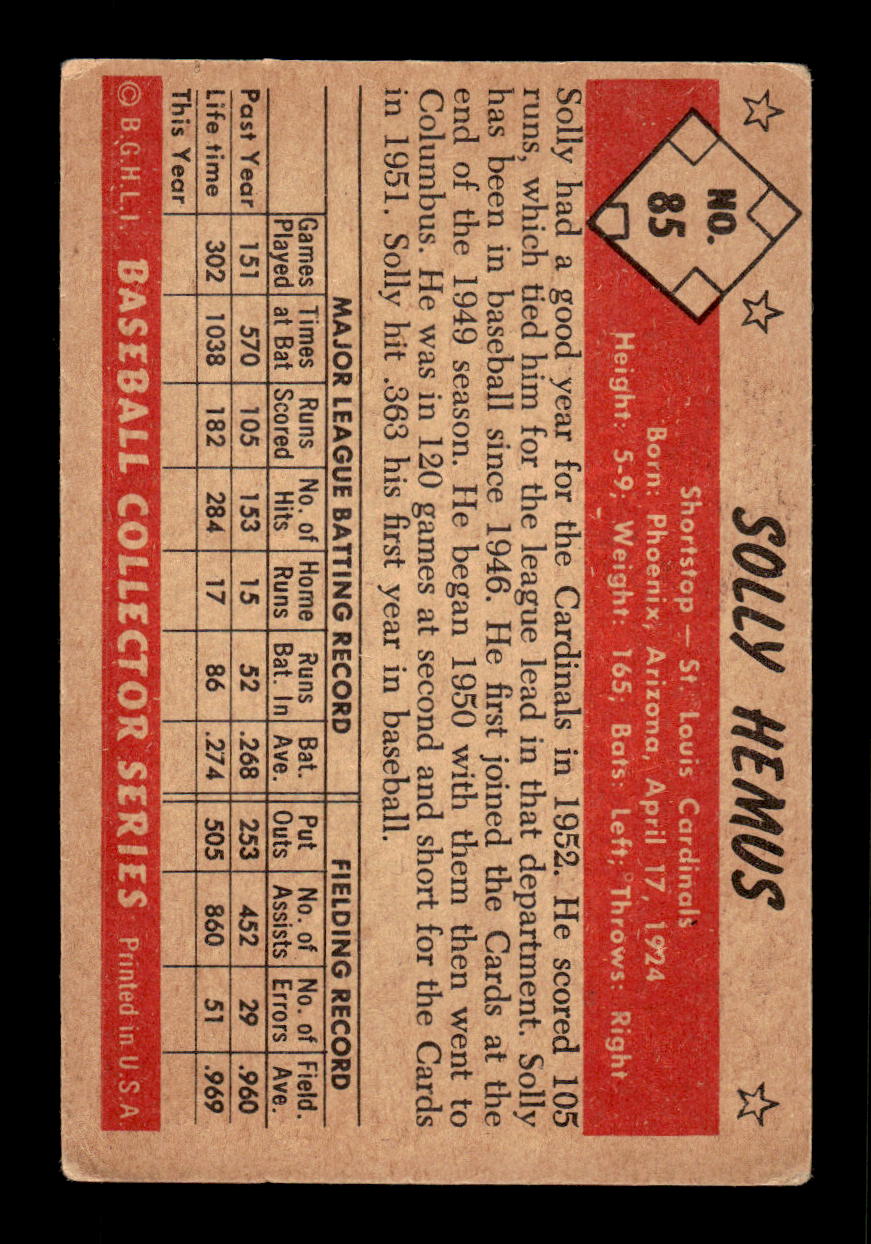 SOLLY HEMUS
NO.
85
Shortstop — St. Louis Cardinals
Born: Phoenix, Arizona, April 17, 1924
Height: 5-9; Weight: 165; Bats: Left; Throws: Right
Solly had a good year for the Cardinals in 1952. He scored 105
runs, which tied him for the league lead in that department. Solly
has been in baseball since 1946. He first joined the Cards at the
end of the 1949 season. He began 1950 with them then went to
Columbus. He was in 120 games at second and short for the Cards
in 1951. Solly hit .363 his first year in baseball.
MAJOR LEAGUE BATTING RECORD FIELDING RECORD
Games Times Runs No. of Home Runs Bat. Put No. of No. of Field.
Played at Bat Scored Hits Runs Bat. In Ave. Outs Assists Errors Ave.
Past Year 151 570 105 153 15 52 .268 253 452 29 .960
Life time 302 1038 182 284 17 86 .274 505 860 51 .969
This Year
© B.G.H.L.I. BASEBALL COLLECTOR SERIES Printed in U.S.A.